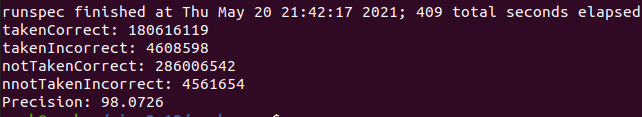 runspec finished at Thu May 20 21:42:17 2021; 409 total seconds elapsed
takenCorrect: 180616119
takenIncorrect: 4608598
notTakenCorrect: 286006542
nnotTakenIncorrect: 4561654
Precision: 98.0726